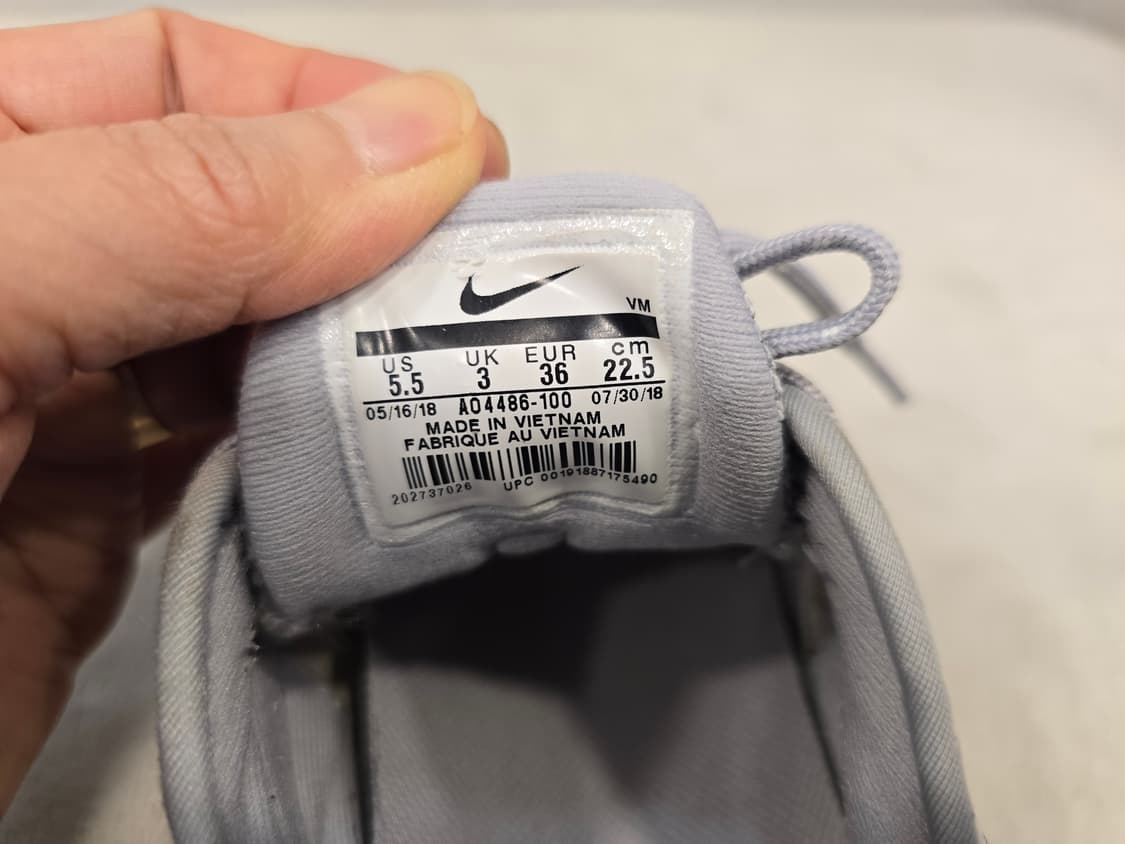 VM
US UK EUR cm
5.5 3 36 22.5
05/16/18 AO4486-100 07/30/18
MADE IN VIETNAM
FABRIQUE AU VIETNAM
202737026 UPC 00191887175490